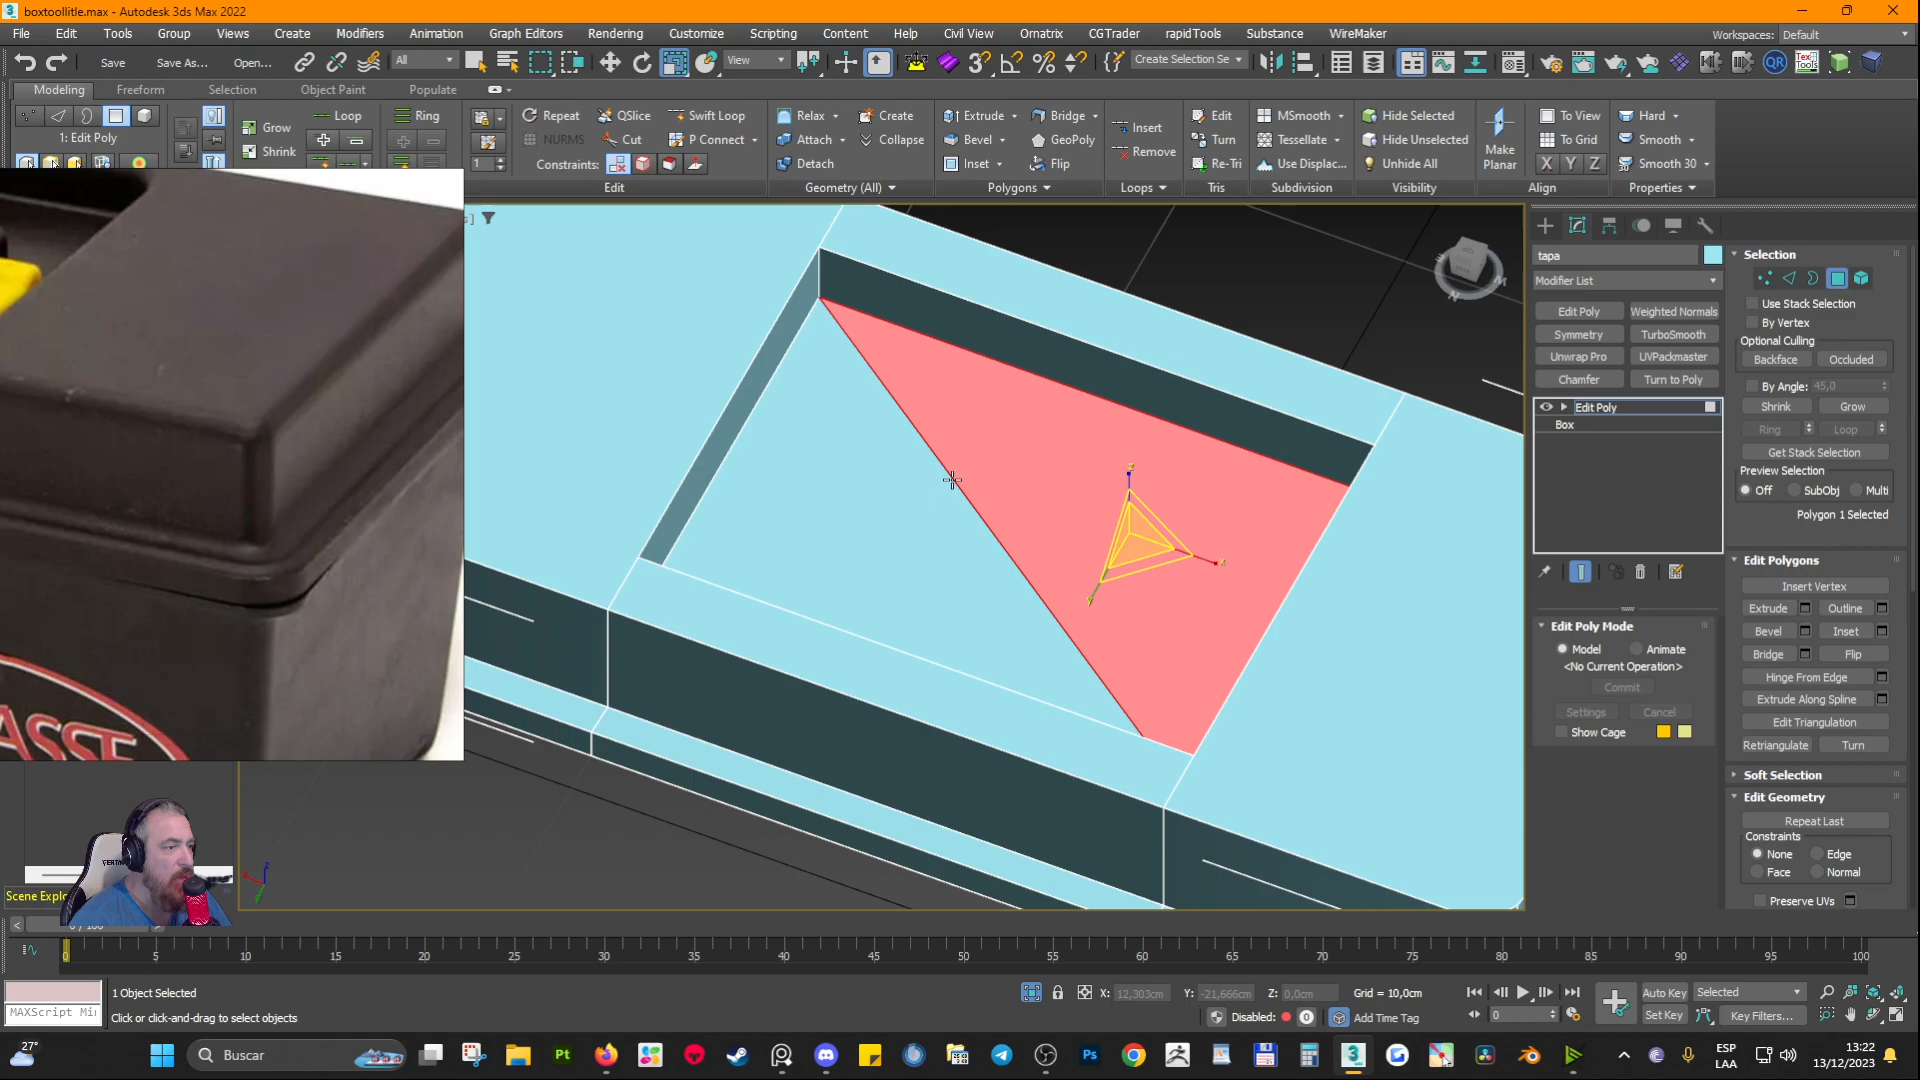 boxtoollitle.max - Autodesk 3ds Max 2022
File Edit Tools Group Views Create Modifiers Animation Graph Editors Rendering Customize Scripting Content Help Civil View Ornatrix CGTrader rapidTools Substance WireMaker
Workspaces: Default
Save Save As... Open... All View Create Selection Se
Modeling Freeform Selection Object Paint Populate
1: Edit Poly
Grow Loop Ring Repeat QSlice Swift Loop Relax Create Extrude Bridge Insert Edit MSmooth Hide Selected To View Hard
Shrink NURMS Cut P Connect Attach Collapse Bevel GeoPoly Remove Turn Tessellate Hide Unselected Make Planar To Grid Smooth
1 Constraints: Detach Inset Flip Re-Tri Use Displac... Unhide All X Y Z Smooth 30
Edit Geometry (All) Polygons Loops Tris Subdivision Visibility Align Properties
tapa
Modifier List
Edit Poly Weighted Normals
Symmetry TurboSmooth
Unwrap Pro UVPackmaster
Chamfer Turn to Poly
Edit Poly
Box
Edit Poly Mode
Model Animate
<No Current Operation>
Commit
Settings Cancel
Show Cage
Selection
Use Stack Selection
By Vertex
Optional Culling
Backface Occluded
By Angle: 45,0
Shrink Grow
Ring Loop
Get Stack Selection
Preview Selection
Off SubObj Multi
Polygon 1 Selected
Edit Polygons
Insert Vertex
Extrude Outline
Bevel Inset
Bridge Flip
Hinge From Edge
Extrude Along Spline
Edit Triangulation
Retriangulate Turn
Soft Selection
Edit Geometry
Repeat Last
Constraints
None Edge
Face Normal
Preserve UVs
z
x
y
ASSE
Scene Explo
0 5 10 15 20 25 30 35 40 45 50 55 60 65 70 75 80 85 90 95 100
1 Object Selected
X: 12,303cm Y: -21,666cm Z: 0,0cm Grid = 10,0cm
Auto Key Selected
MAXScript Mi
Click or click-and-drag to select objects
Disabled: 0 Add Time Tag
0 Set Key Key Filters...
27°
Buscar
ESP
LAA
13:22
13/12/2023